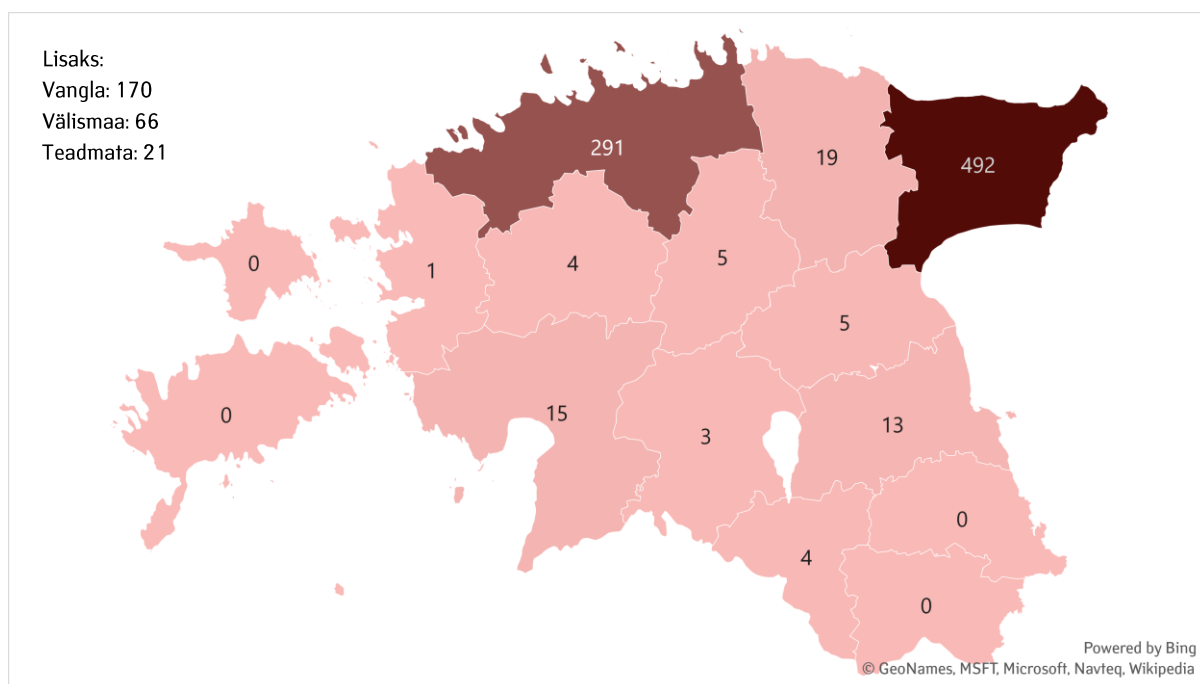 Lisaks:
Vangla: 170
Välismaa: 66
Teadmata: 21
291
19
492
0
1
4
5
5
0
15
3
13
0
4
0
Powered by Bing
© GeoNames, MSFT, Microsoft, Navteq, Wikipedia